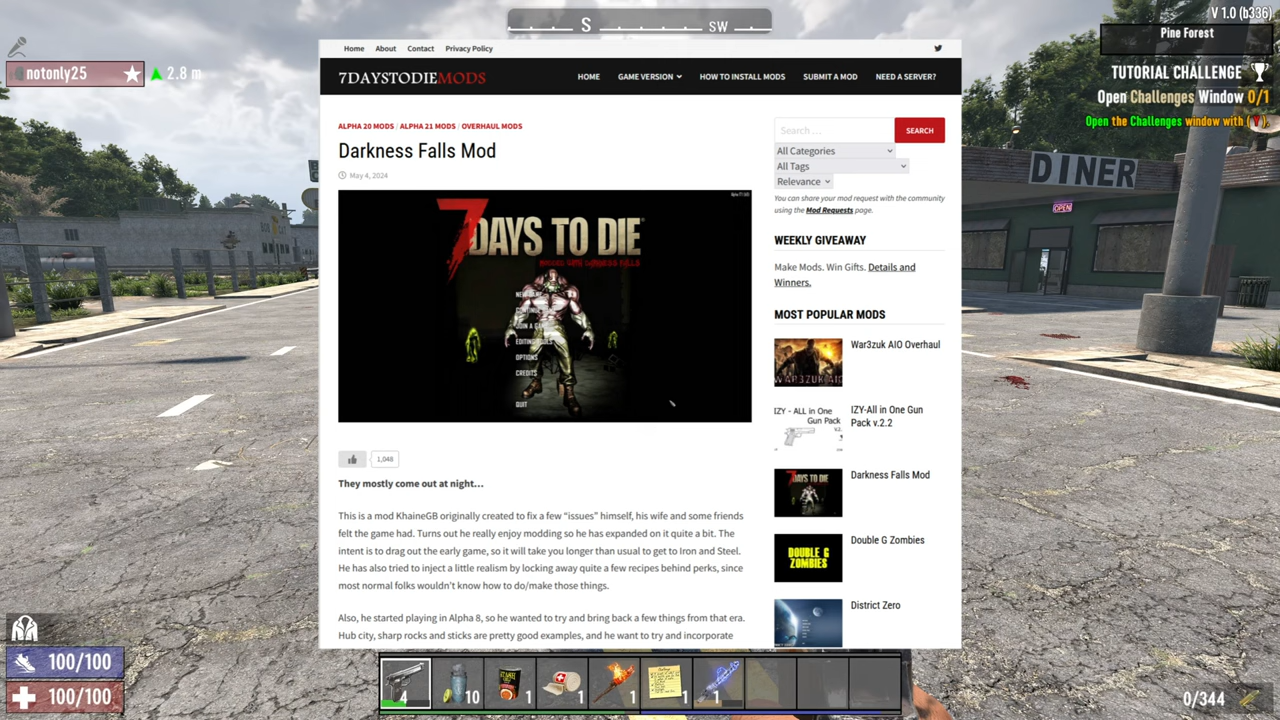 S
SW
V 1.0 (b336)
Pine Forest
notonly25
2.8 m
TUTORIAL CHALLENGE
Open Challenges Window 0/1
Open the Challenges window with ( ).
DINER
OPEN
Home About Contact Privacy Policy
7DAYSTODIEMODS
HOME GAME VERSION HOW TO INSTALL MODS SUBMIT A MOD NEED A SERVER?
ALPHA 20 MODS / ALPHA 21 MODS / OVERHAUL MODS
Darkness Falls Mod
May 4, 2024
7 DAYS TO DIE
OPTIONS
CREDITS
QUIT
1,048
They mostly come out at night…
This is a mod KhaineGB originally created to fix a few “issues” himself, his wife and some friends
felt the game had. Turns out he really enjoy modding so he has expanded on it quite a bit. The
intent is to drag out the early game, so it will take you longer than usual to get to Iron and Steel.
He has also tried to inject a little realism by locking away quite a few recipes behind perks, since
most normal folks wouldn’t know how to do/make those things.
Also, he started playing in Alpha 8, so he wanted to try and bring back a few things from that era.
Hub city, sharp rocks and sticks are pretty good examples, and he want to try and incorporate
Search …
SEARCH
All Categories
All Tags
Relevance
You can share your mod request with the community
using the Mod Requests page.
WEEKLY GIVEAWAY
Make Mods. Win Gifts. Details and
Winners.
MOST POPULAR MODS
War3zuk AIO Overhaul
WAR3ZUK AIO
IZY-All in One Gun
Pack v.2.2
IZY - ALL in One
Gun Pack
Darkness Falls Mod
7 DAYS TO DIE
Double G Zombies
DOUBLE G
ZOMBIES
District Zero
100/100
100/100
4
10
1
1
1
1
1
0/344